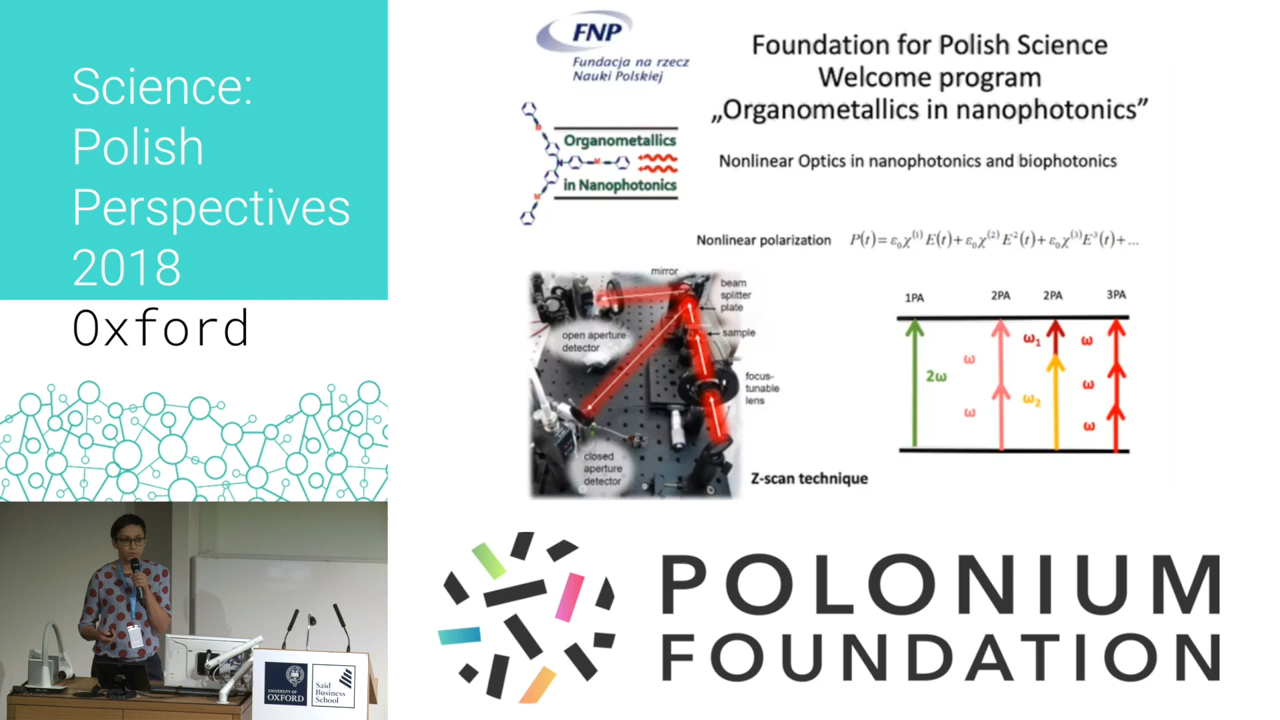 Science:
Polish
Perspectives
2018
Oxford
FNP
Fundacja na rzecz
Nauki Polskiej
Organometallics
in Nanophotonics
Foundation for Polish Science
Welcome program
„Organometallics in nanophotonics”
Nonlinear Optics in nanophotonics and biophotonics
Nonlinear polarization P(t) = ε₀χ⁽¹⁾E(t) + ε₀χ⁽²⁾E²(t) + ε₀χ⁽³⁾E³(t) + ...
mirror
beam
splitter
plate
sample
open aperture
detector
focus-
tunable
lens
closed
aperture
detector
Z-scan technique
1PA 2PA 2PA 3PA
2ω
ω
ω
ω₁
ω₂
ω
ω
ω
UNIVERSITY OF
OXFORD
Saïd
Business
School
POLONIUM
FOUNDATION